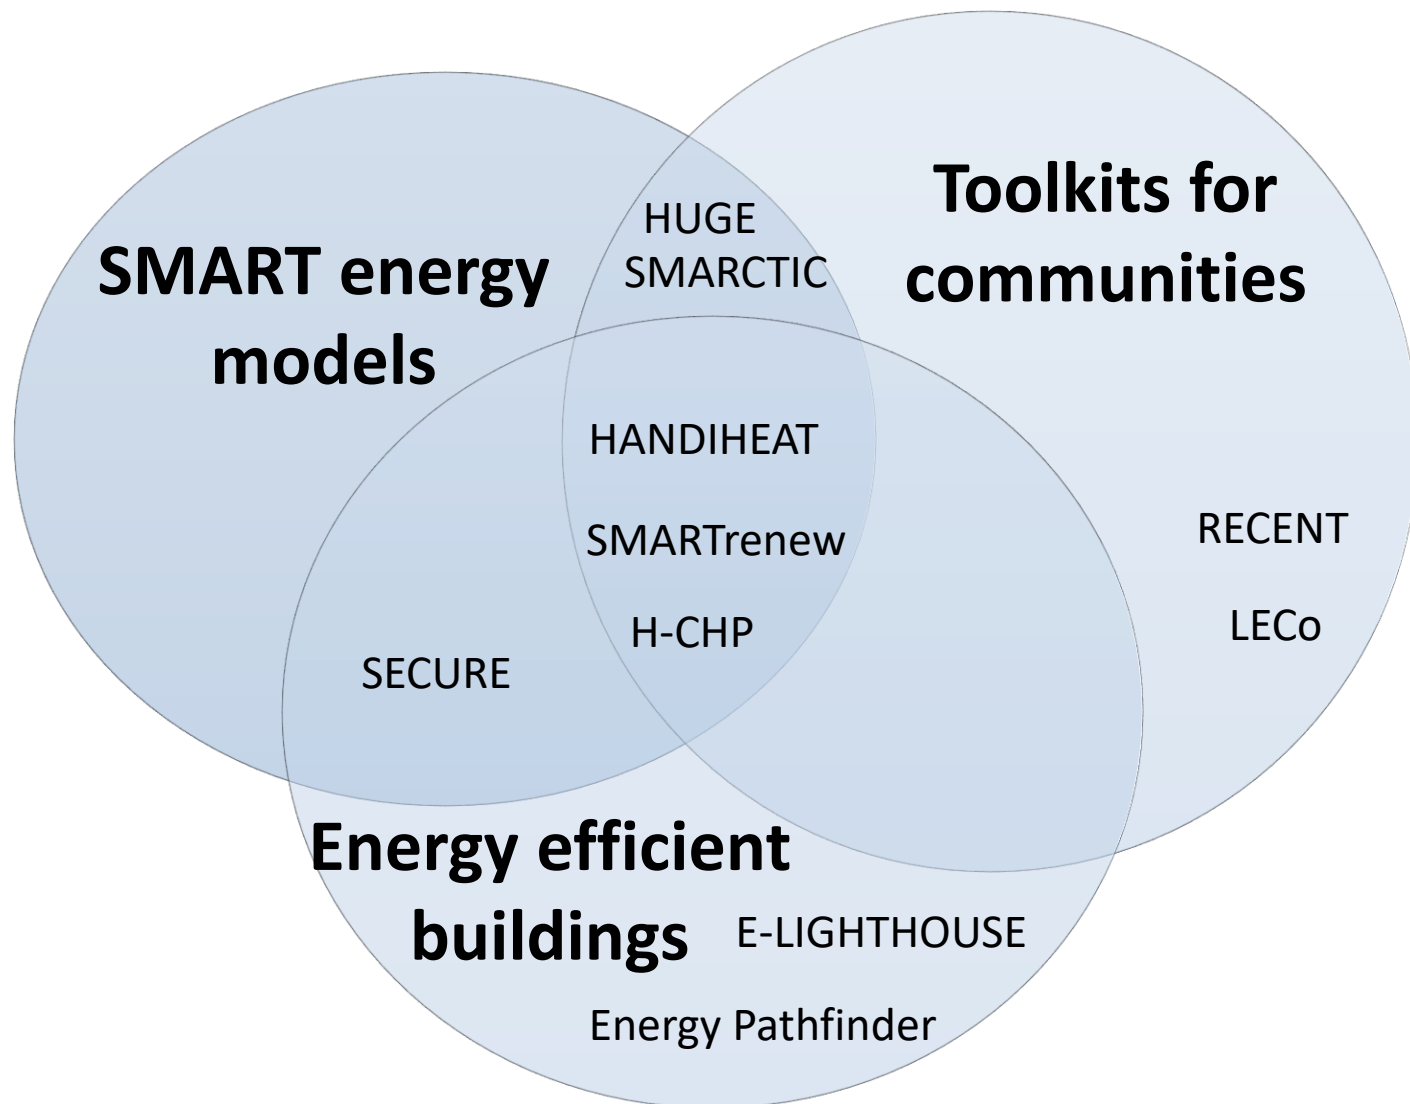 SMART energy
models
Toolkits for
communities
HUGE
SMARCTIC
HANDIHEAT
SMARTrenew
H-CHP
SECURE
RECENT
LECo
Energy efficient
buildings
E-LIGHTHOUSE
Energy Pathfinder